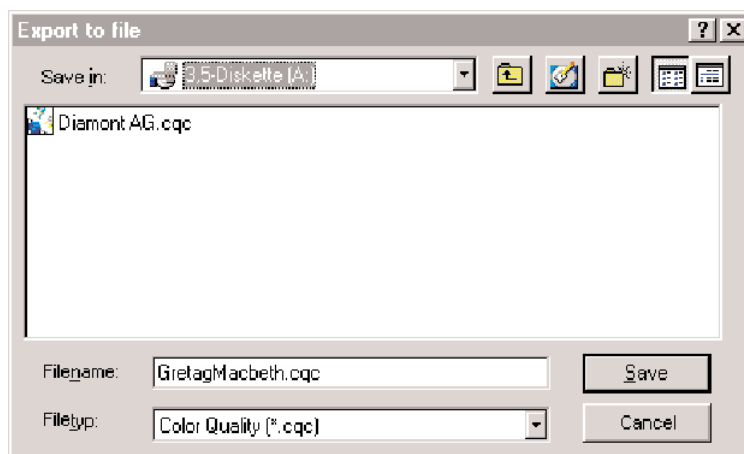 Export to file
Save in: 3,5-Diskette (A:)
Diamont AG.cqc
Filename: GretagMacbeth.cqc Save
Filetyp: Color Quality (*.cqc) Cancel